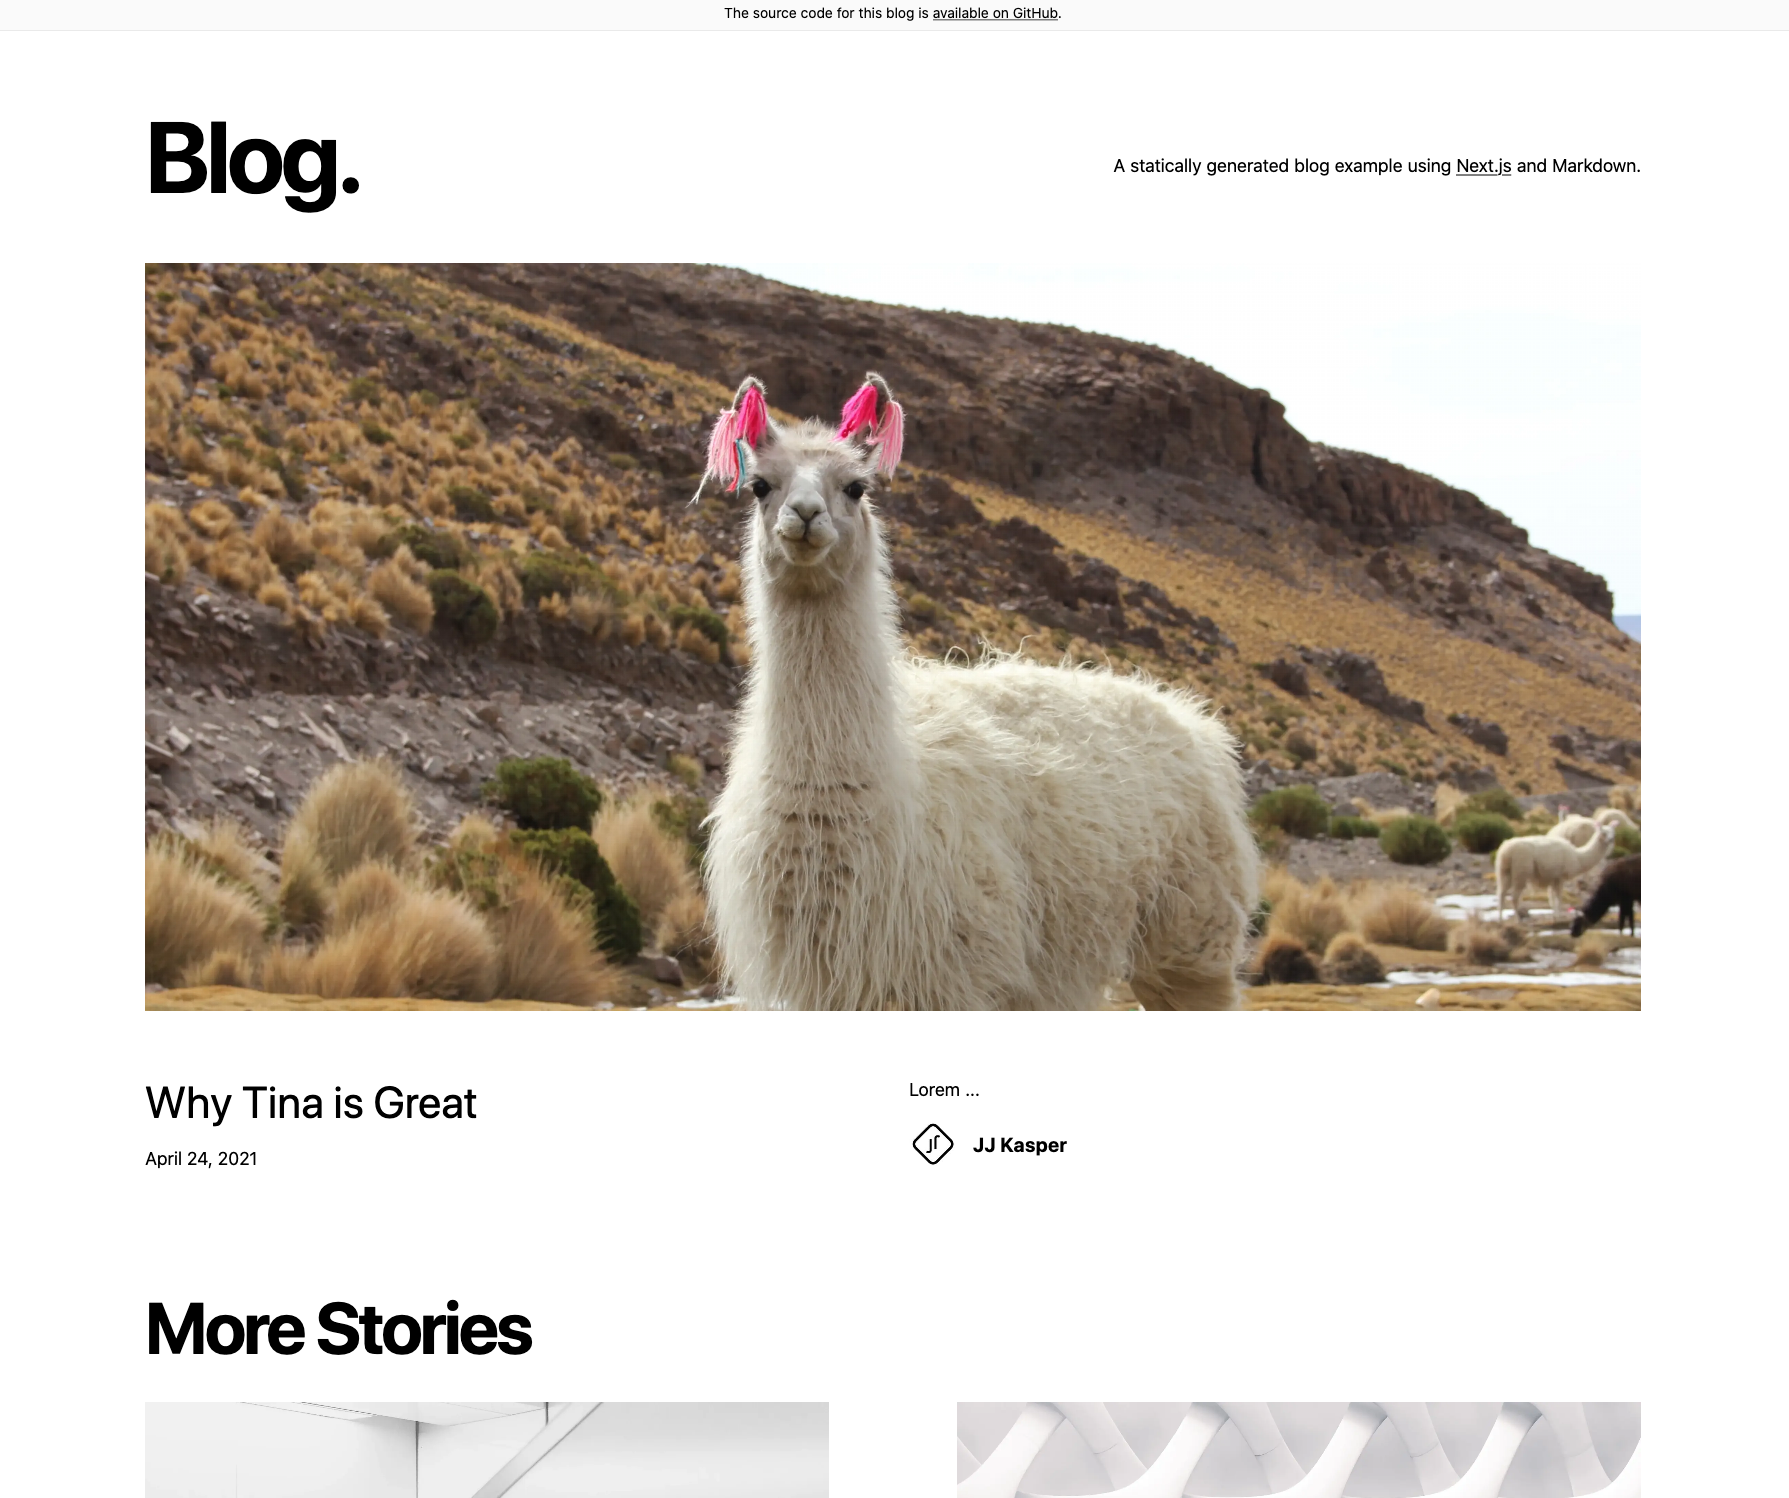 The source code for this blog is available on GitHub.
Blog.
A statically generated blog example using Next.js and Markdown.
Why Tina is Great
April 24, 2021
Lorem ...
JJ Kasper
More Stories